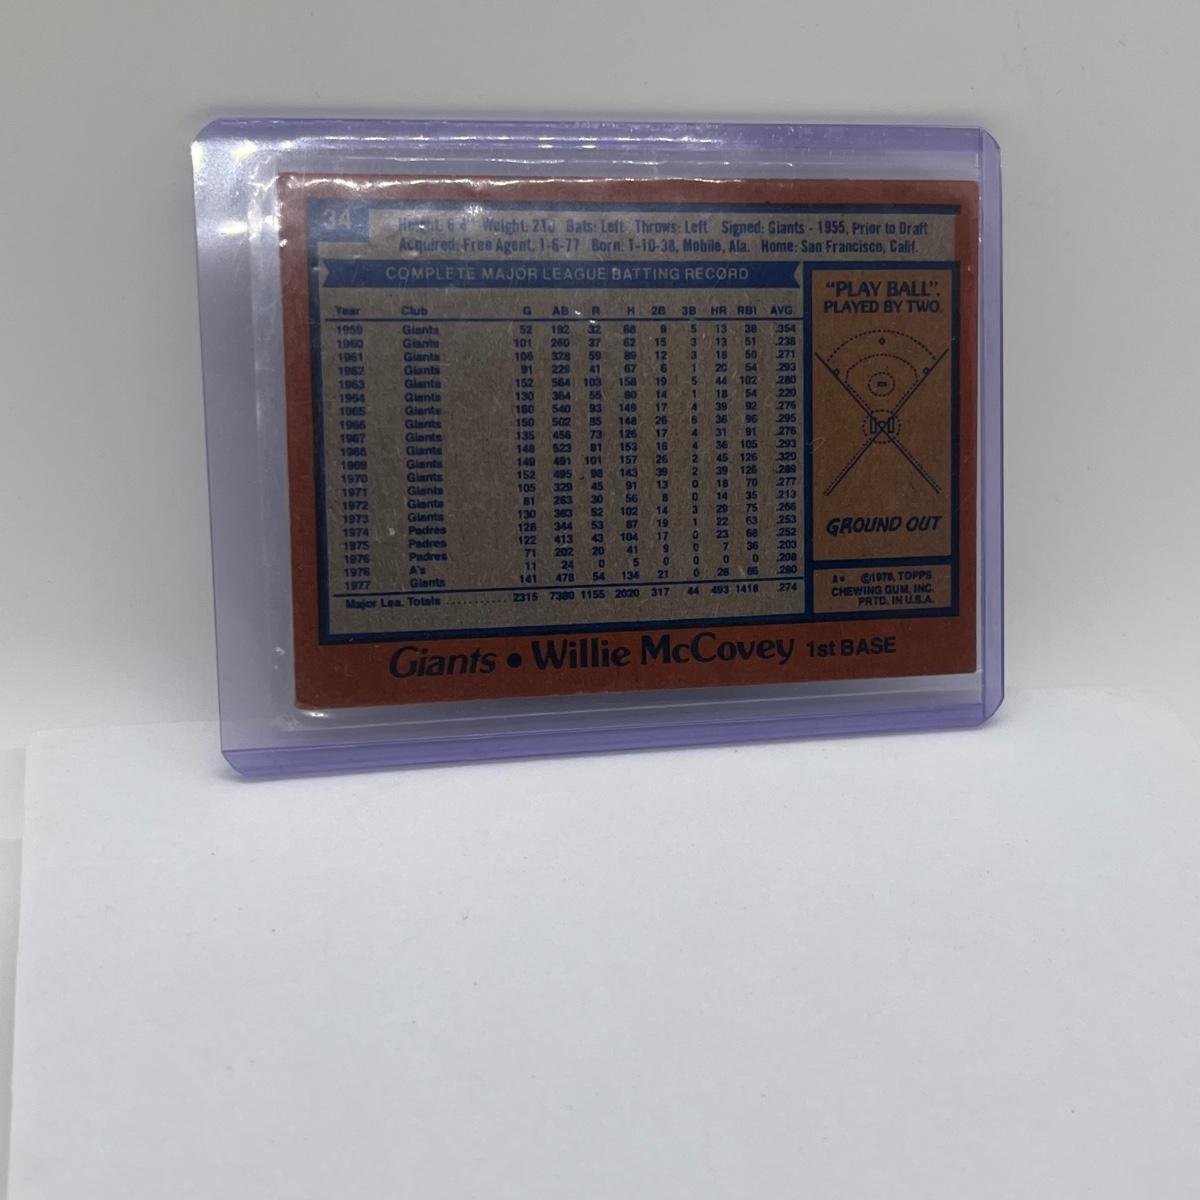 34
Height: 6'4" Weight: 210 Bats: Left Throws: Left Signed: Giants - 1955, Prior to Draft
Acquired: Free Agent, 1-6-77 Born: 1-10-38, Mobile, Ala. Home: San Francisco, Calif.
COMPLETE MAJOR LEAGUE BATTING RECORD
Year Club G AB R H 2B 3B HR RBI AVG.
1959 Giants 52 192 32 68 9 5 13 38 .354
1960 Giants 101 260 37 62 15 3 13 51 .238
1961 Giants 106 328 59 89 12 3 18 50 .271
1962 Giants 91 229 41 67 6 1 20 54 .293
1963 Giants 152 564 103 158 19 5 44 102 .280
1964 Giants 130 364 55 80 14 1 18 54 .220
1965 Giants 160 540 93 149 17 4 39 92 .276
1966 Giants 150 502 85 148 26 6 36 96 .295
1967 Giants 135 456 73 126 17 4 31 91 .276
1968 Giants 148 523 81 153 16 4 36 105 .293
1969 Giants 149 491 101 157 26 2 45 126 .320
1970 Giants 152 495 98 143 39 2 39 126 .289
1971 Giants 105 329 45 91 13 0 18 70 .277
1972 Giants 81 263 30 56 8 0 14 35 .213
1973 Giants 130 383 52 102 14 3 29 75 .266
1974 Padres 128 344 53 87 19 1 22 63 .253
1975 Padres 122 413 43 104 17 0 23 68 .252
1976 Padres 71 202 20 41 9 0 7 36 .203
1976 A's 11 24 0 5 0 0 0 0 .208
1977 Giants 141 478 54 134 21 0 28 86 .280
Major Lea. Totals .......... 2315 7380 1155 2020 317 44 493 1418 .274
"PLAY BALL".
PLAYED BY TWO.
GROUND OUT
A* ©1978, TOPPS
CHEWING GUM, INC.
PRTD. IN U.S.A.
Giants • Willie McCovey 1st BASE